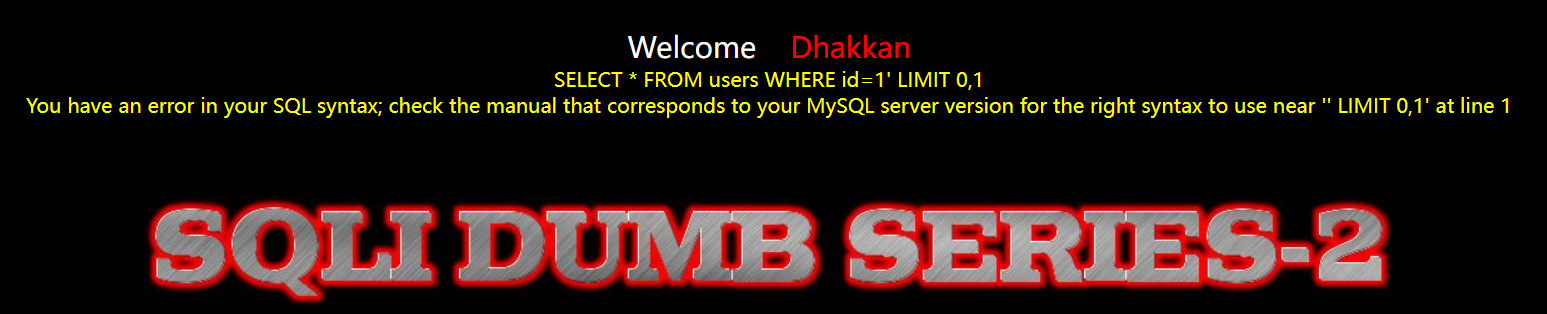 Welcome Dhakkan
SELECT * FROM users WHERE id=1' LIMIT 0,1
You have an error in your SQL syntax; check the manual that corresponds to your MySQL server version for the right syntax to use near '' LIMIT 0,1' at line 1
SQLI DUMB SERIES-2